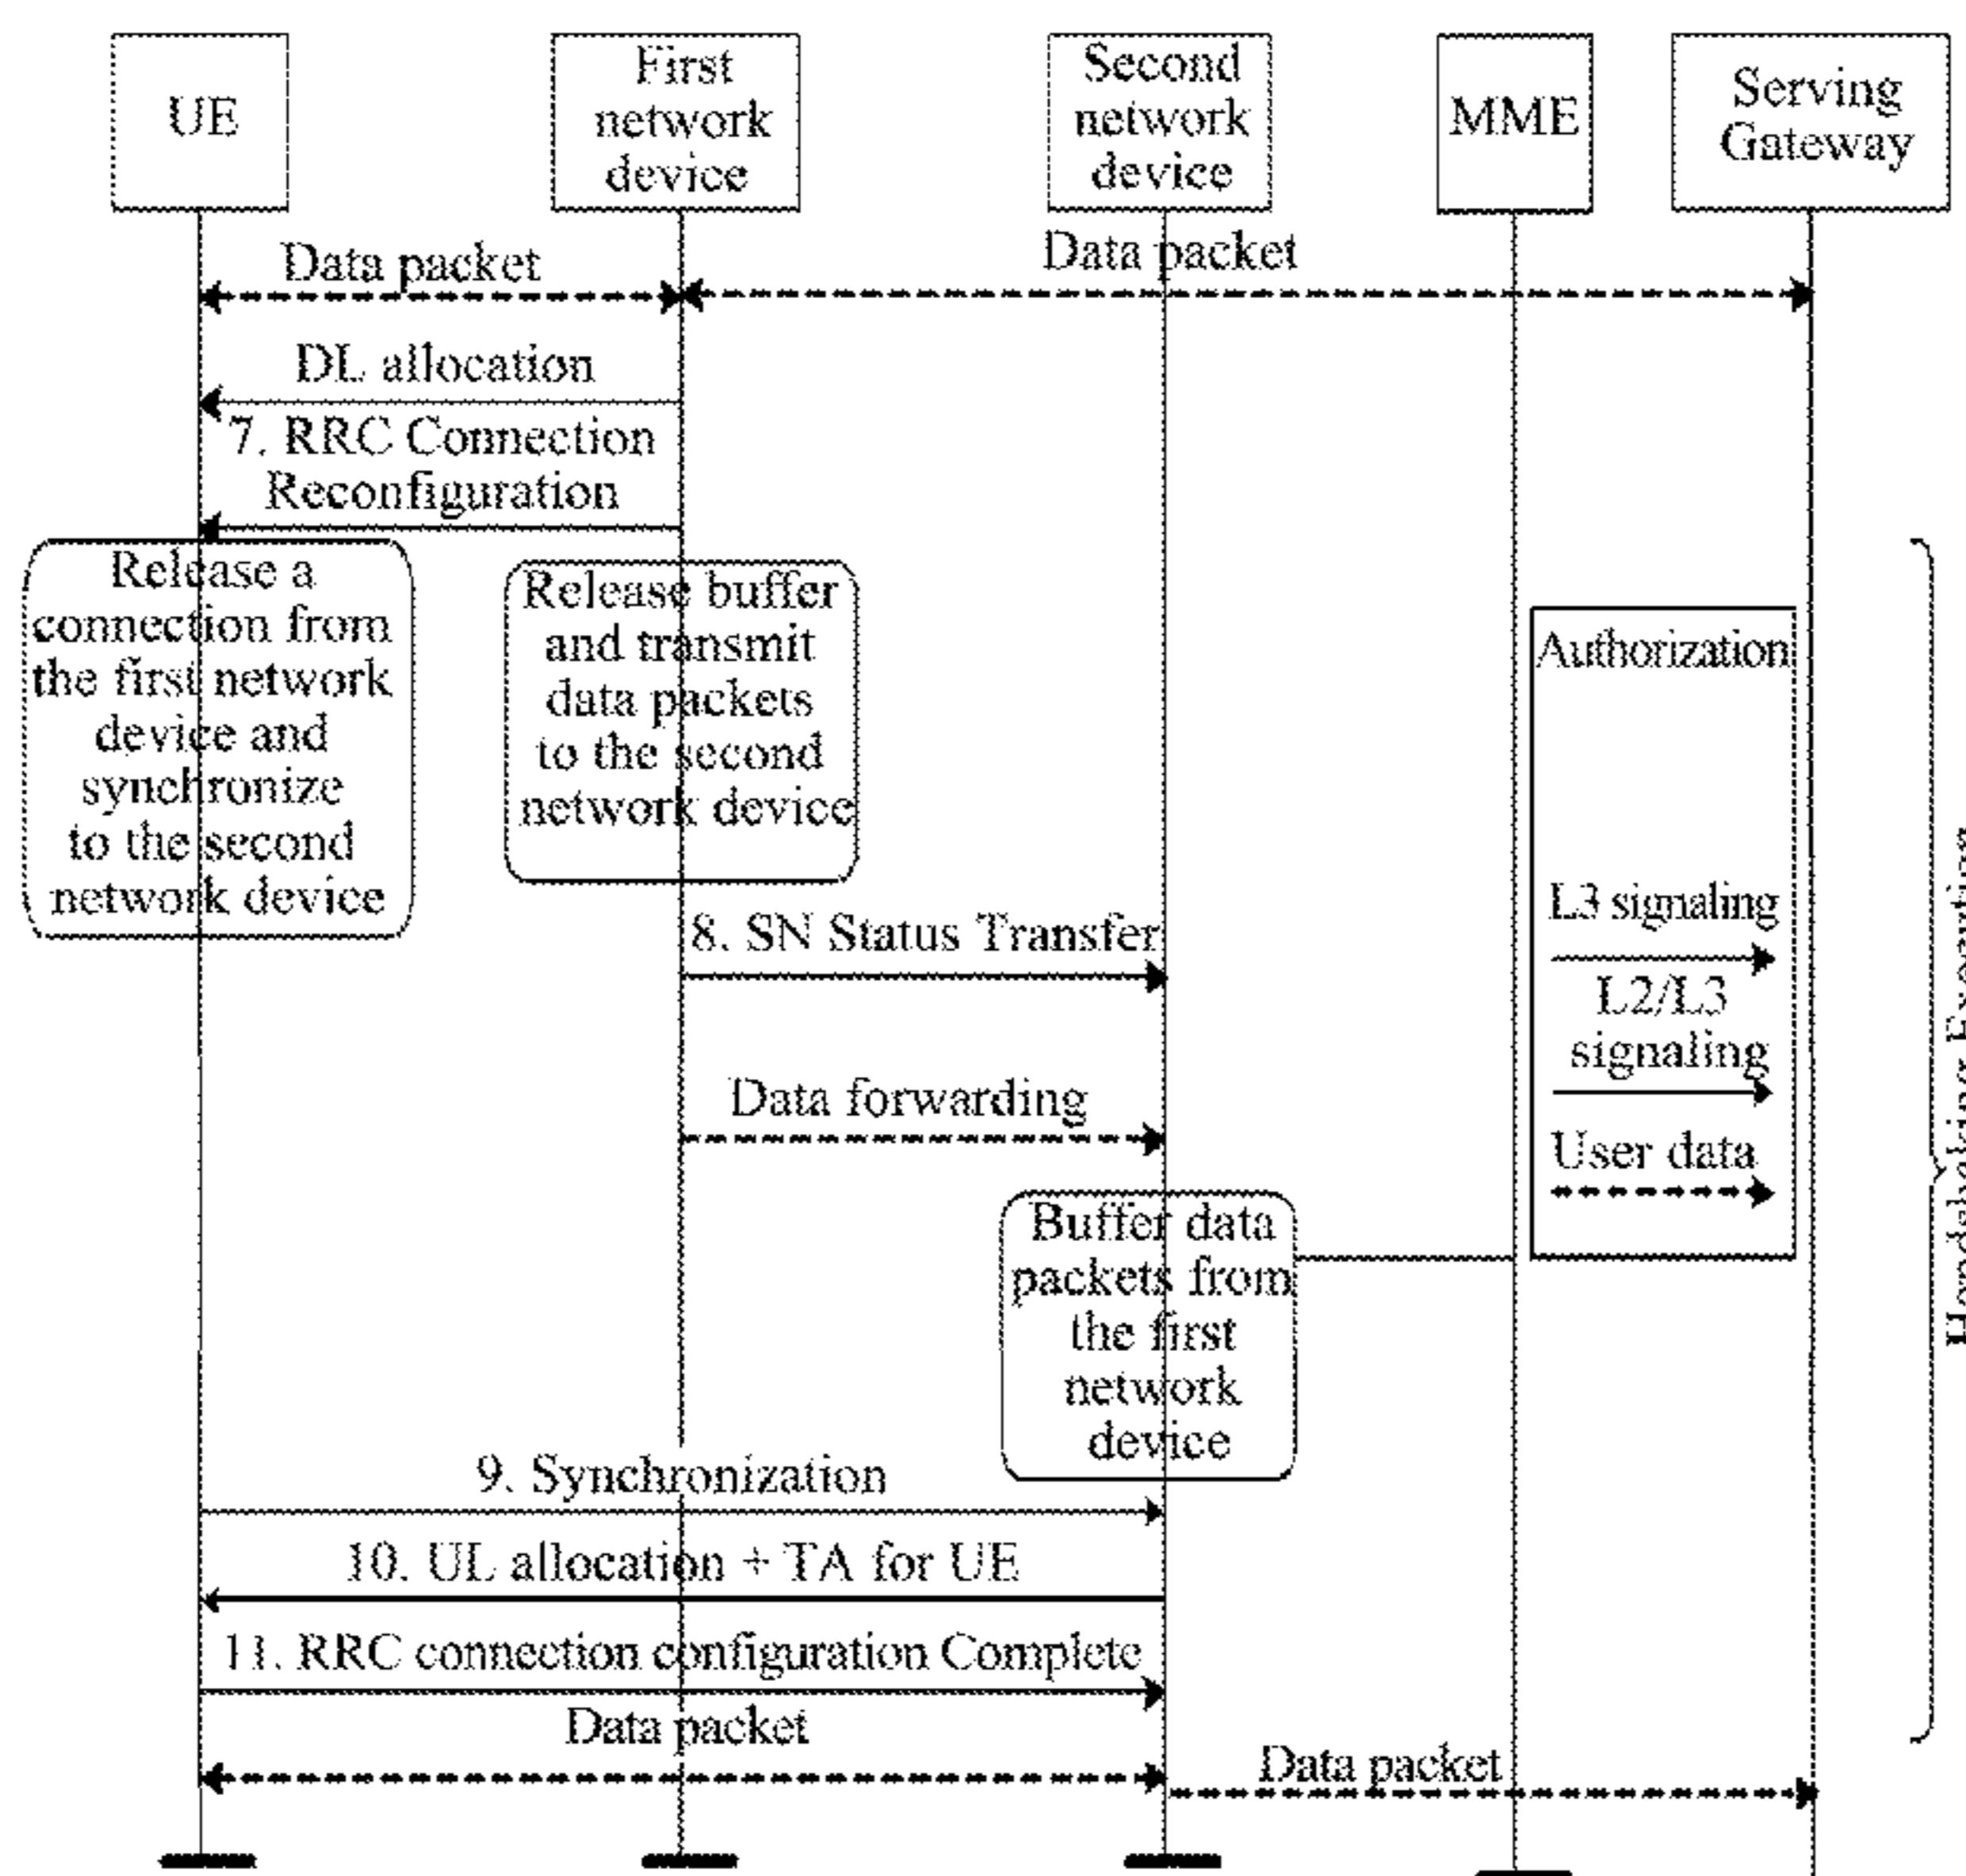 UE
First
network
device
Second
network
device
MME
Serving
Gateway
Data packet
Data packet
DL allocation
7. RRC Connection
Reconfiguration
Release a
connection from
the first network
device and
synchronize
to the second
network device
Release buffer
and transmit
data packets
to the second
network device
Authorization
L3 signaling
L2/L3
signaling
User data
8. SN Status Transfer
Data forwarding
Buffer data
packets from
the first
network
device
9. Synchronization
10. UL allocation + TA for UE
11. RRC connection configuration Complete
Data packet
Data packet